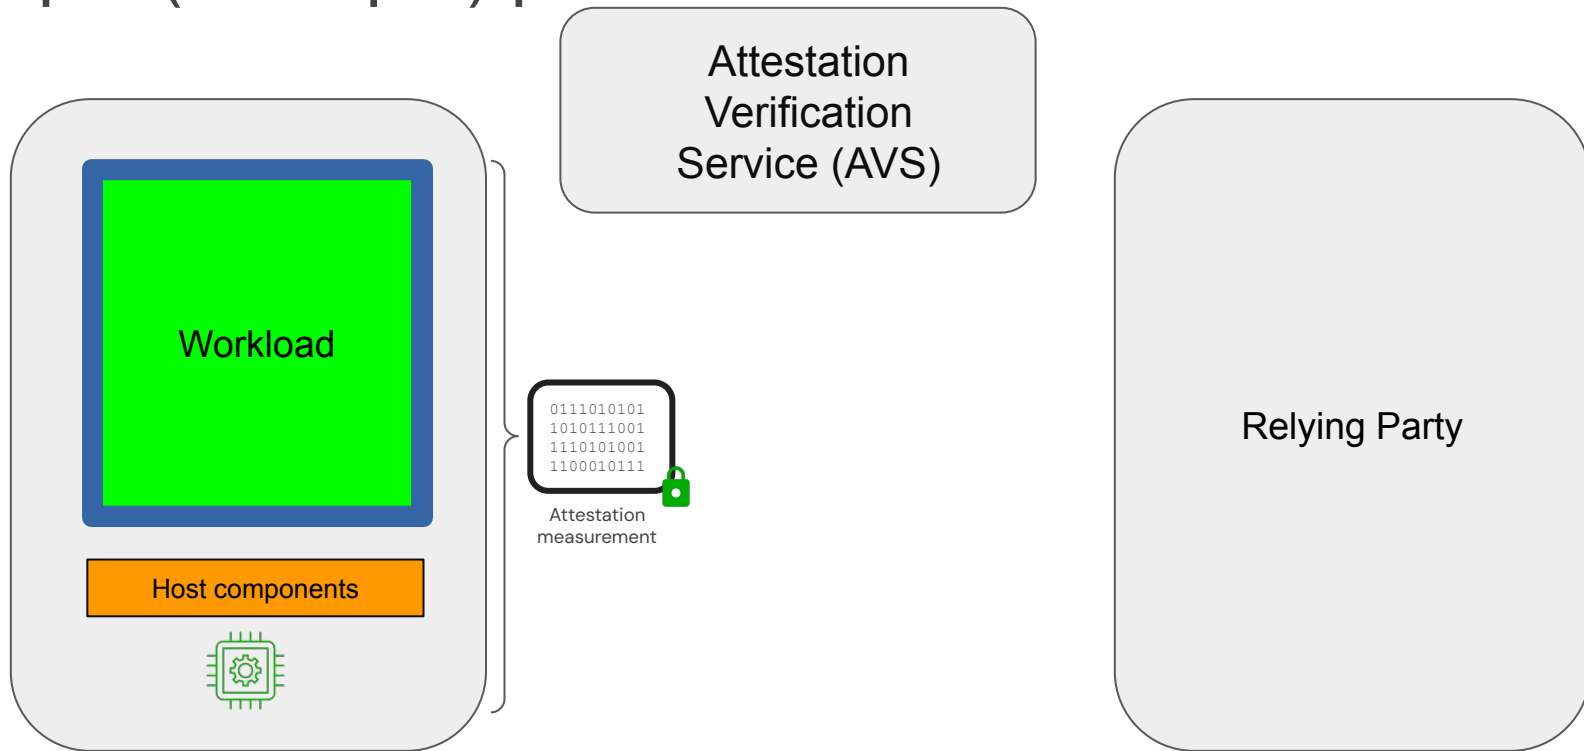 Attestation
Verification
Service (AVS)
Workload
0111010101
1010111001
1110101001
1100010111
Attestation
measurement
Relying Party
Host components